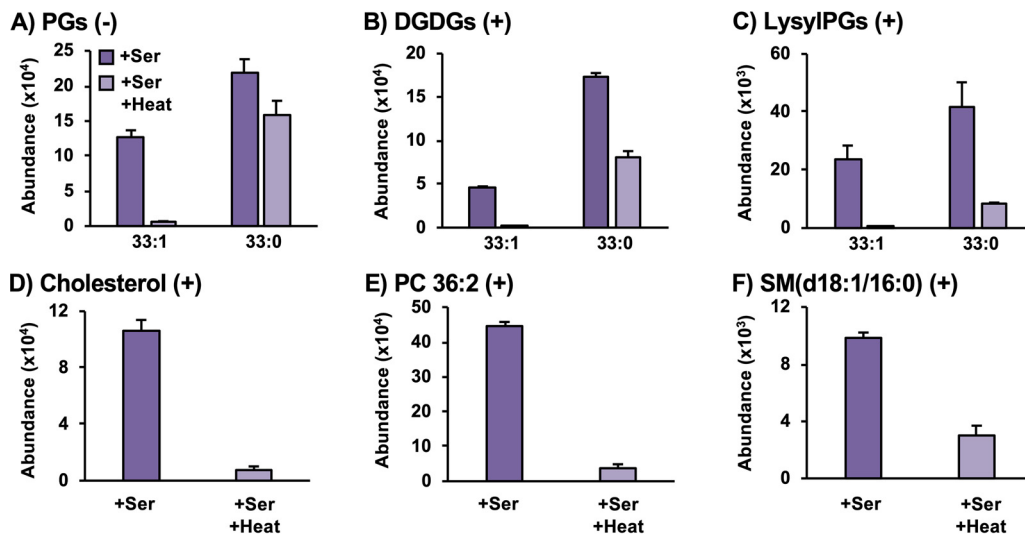 A) PGs (-)
Abundance (x10⁴)
25
20
15
10
5
0
+Ser
+Ser
+Heat
33:1
33:0
B) DGDGs (+)
Abundance (x10⁴)
20
15
10
5
0
33:1
33:0
C) LysylPGs (+)
Abundance (x10³)
60
40
20
0
33:1
33:0
D) Cholesterol (+)
Abundance (x10⁴)
12
8
4
0
+Ser
+Ser
+Heat
E) PC 36:2 (+)
Abundance (x10⁴)
50
40
30
20
10
0
+Ser
+Ser
+Heat
F) SM(d18:1/16:0) (+)
Abundance (x10³)
12
8
4
0
+Ser
+Ser
+Heat